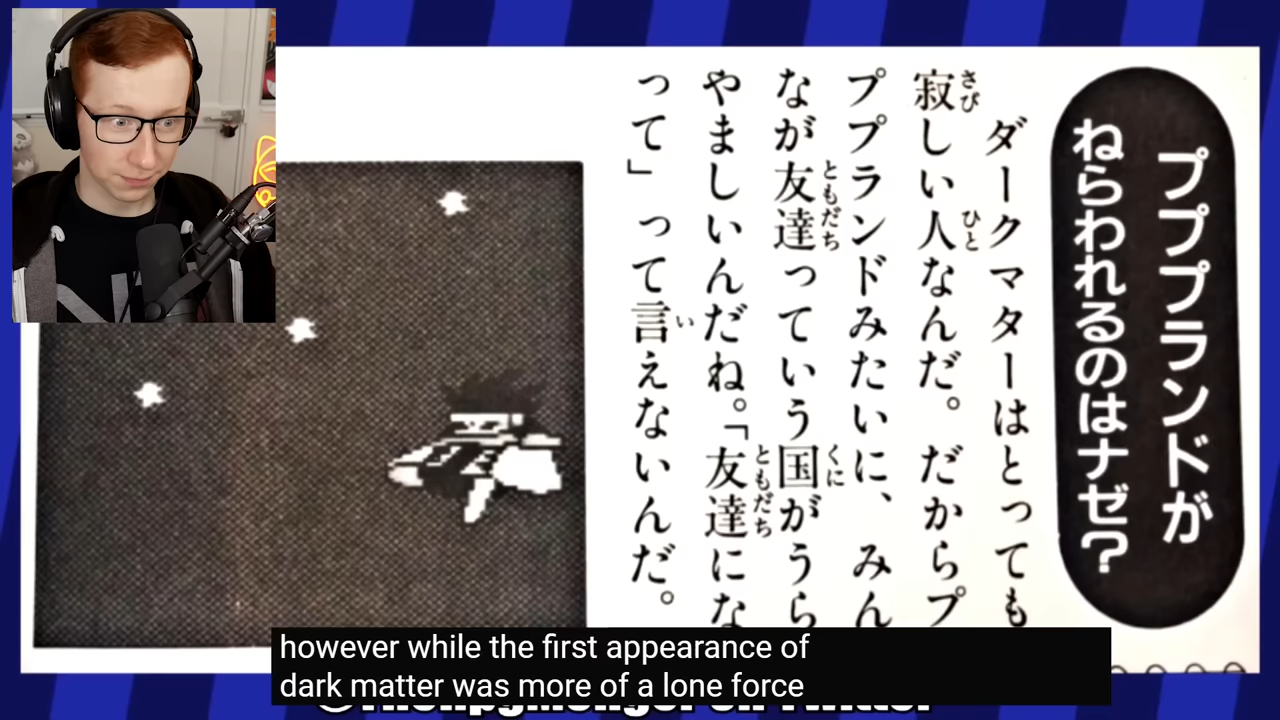 ププププランドが
ねらわれるのはナゼ？
ダークマターはとっても
寂しい人なんだ。だからプ
ププランドみたいに、みん
なが友達っていう国がうら
やましいんだね。「友達にな
って」って言えないんだ。
however while the first appearance of
dark matter was more of a lone force
on Twitter